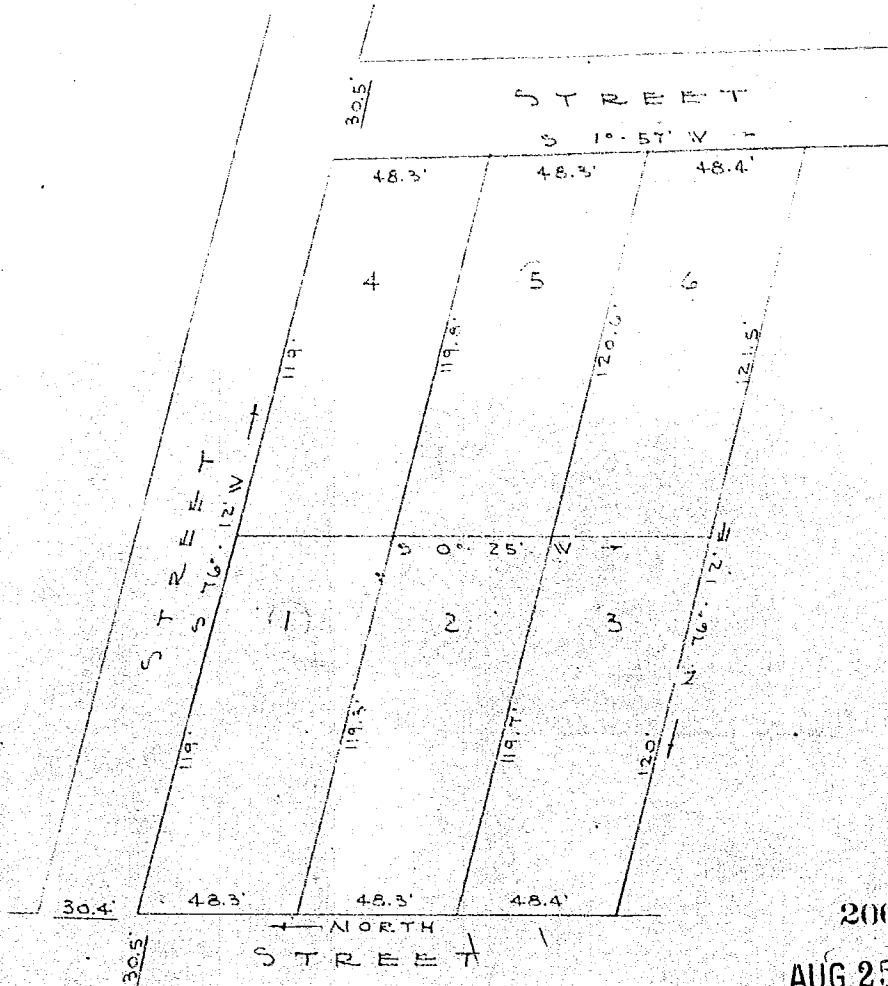 30.5'
STREET
S 1°-57' W
48.3' 48.3' 48.4'
4 5 6
119' 119.8' 120.6' 121.5'
STREET
S 76°-12' W
S 0°-25' W
N 76°-12' E
1 2 3
119' 119.3' 119.7' 120'
30.4' 48.3' 48.3' 48.4'
NORTH
30.5'
STREET
200
AUG 25